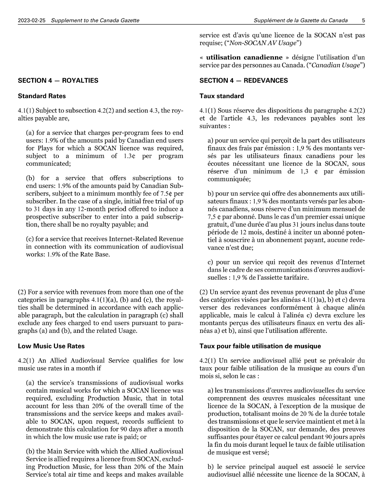 2023-02-25 Supplement to the Canada Gazette
Supplément de la Gazette du Canada 5
SECTION 4 — ROYALTIES
Standard Rates
4.1(1) Subject to subsection 4.2(2) and section 4.3, the roy-
alties payable are,
(a) for a service that charges per-program fees to end
users: 1.9% of the amounts paid by Canadian end users
for Plays for which a SOCAN licence was required,
subject to a minimum of 1.3¢ per program
communicated;
(b) for a service that offers subscriptions to
end users: 1.9% of the amounts paid by Canadian Sub-
scribers, subject to a minimum monthly fee of 7.5¢ per
subscriber. In the case of a single, initial free trial of up
to 31 days in any 12-month period offered to induce a
prospective subscriber to enter into a paid subscrip-
tion, there shall be no royalty payable; and
(c) for a service that receives Internet-Related Revenue
in connection with its communication of audiovisual
works: 1.9% of the Rate Base.
(2) For a service with revenues from more than one of the
categories in paragraphs 4.1(1)(a), (b) and (c), the royal-
ties shall be determined in accordance with each applic-
able paragraph, but the calculation in paragraph (c) shall
exclude any fees charged to end users pursuant to para-
graphs (a) and (b), and the related Usage.
Low Music Use Rates
4.2(1) An Allied Audiovisual Service qualifies for low
music use rates in a month if
(a) the service's transmissions of audiovisual works
contain musical works for which a SOCAN licence was
required, excluding Production Music, that in total
account for less than 20% of the overall time of the
transmissions and the service keeps and makes avail-
able to SOCAN, upon request, records sufficient to
demonstrate this calculation for 90 days after a month
in which the low music use rate is paid; or
(b) the Main Service with which the Allied Audiovisual
Service is allied requires a licence from SOCAN, exclud-
ing Production Music, for less than 20% of the Main
Service's total air time and keeps and makes available
service est d'avis qu'une licence de la SOCAN n'est pas
requise; ("Non-SOCAN AV Usage")
« utilisation canadienne » désigne l'utilisation d'un
service par des personnes au Canada. ("Canadian Usage")
SECTION 4 — REDEVANCES
Taux standard
4.1(1) Sous réserve des dispositions du paragraphe 4.2(2)
et de l'article 4.3, les redevances payables sont les
suivantes :
a) pour un service qui perçoit de la part des utilisateurs
finaux des frais par émission : 1,9 % des montants ver-
sés par les utilisateurs finaux canadiens pour les
écoutes nécessitant une licence de la SOCAN, sous
réserve d'un minimum de 1,3 ¢ par émission
communiquée;
b) pour un service qui offre des abonnements aux utili-
sateurs finaux : 1,9 % des montants versés par les abon-
nés canadiens, sous réserve d'un minimum mensuel de
7,5 ¢ par abonné. Dans le cas d'un premier essai unique
gratuit, d'une durée d'au plus 31 jours inclus dans toute
période de 12 mois, destiné à inciter un abonné poten-
tiel à souscrire à un abonnement payant, aucune rede-
vance n'est due;
c) pour un service qui reçoit des revenus d'Internet
dans le cadre de ses communications d'œuvres audiovi-
suelles : 1,9 % de l'assiette tarifaire.
(2) Un service ayant des revenus provenant de plus d'une
des catégories visées par les alinéas 4.1(1)a), b) et c) devra
verser des redevances conformément à chaque alinéa
applicable, mais le calcul à l'alinéa c) devra exclure les
montants perçus des utilisateurs finaux en vertu des ali-
néas a) et b), ainsi que l'utilisation afférente.
Taux pour faible utilisation de musique
4.2(1) Un service audiovisuel allié peut se prévaloir du
taux pour faible utilisation de la musique au cours d'un
mois si, selon le cas :
a) les transmissions d'œuvres audiovisuelles du service
comprennent des œuvres musicales nécessitant une
licence de la SOCAN, à l'exception de la musique de
production, totalisant moins de 20 % de la durée totale
des transmissions et que le service maintient et met à la
disposition de la SOCAN, sur demande, des preuves
suffisantes pour étayer ce calcul pendant 90 jours après
la fin du mois durant lequel le taux de faible utilisation
de musique est versé;
b) le service principal auquel est associé le service
audiovisuel allié nécessite une licence de la SOCAN, à